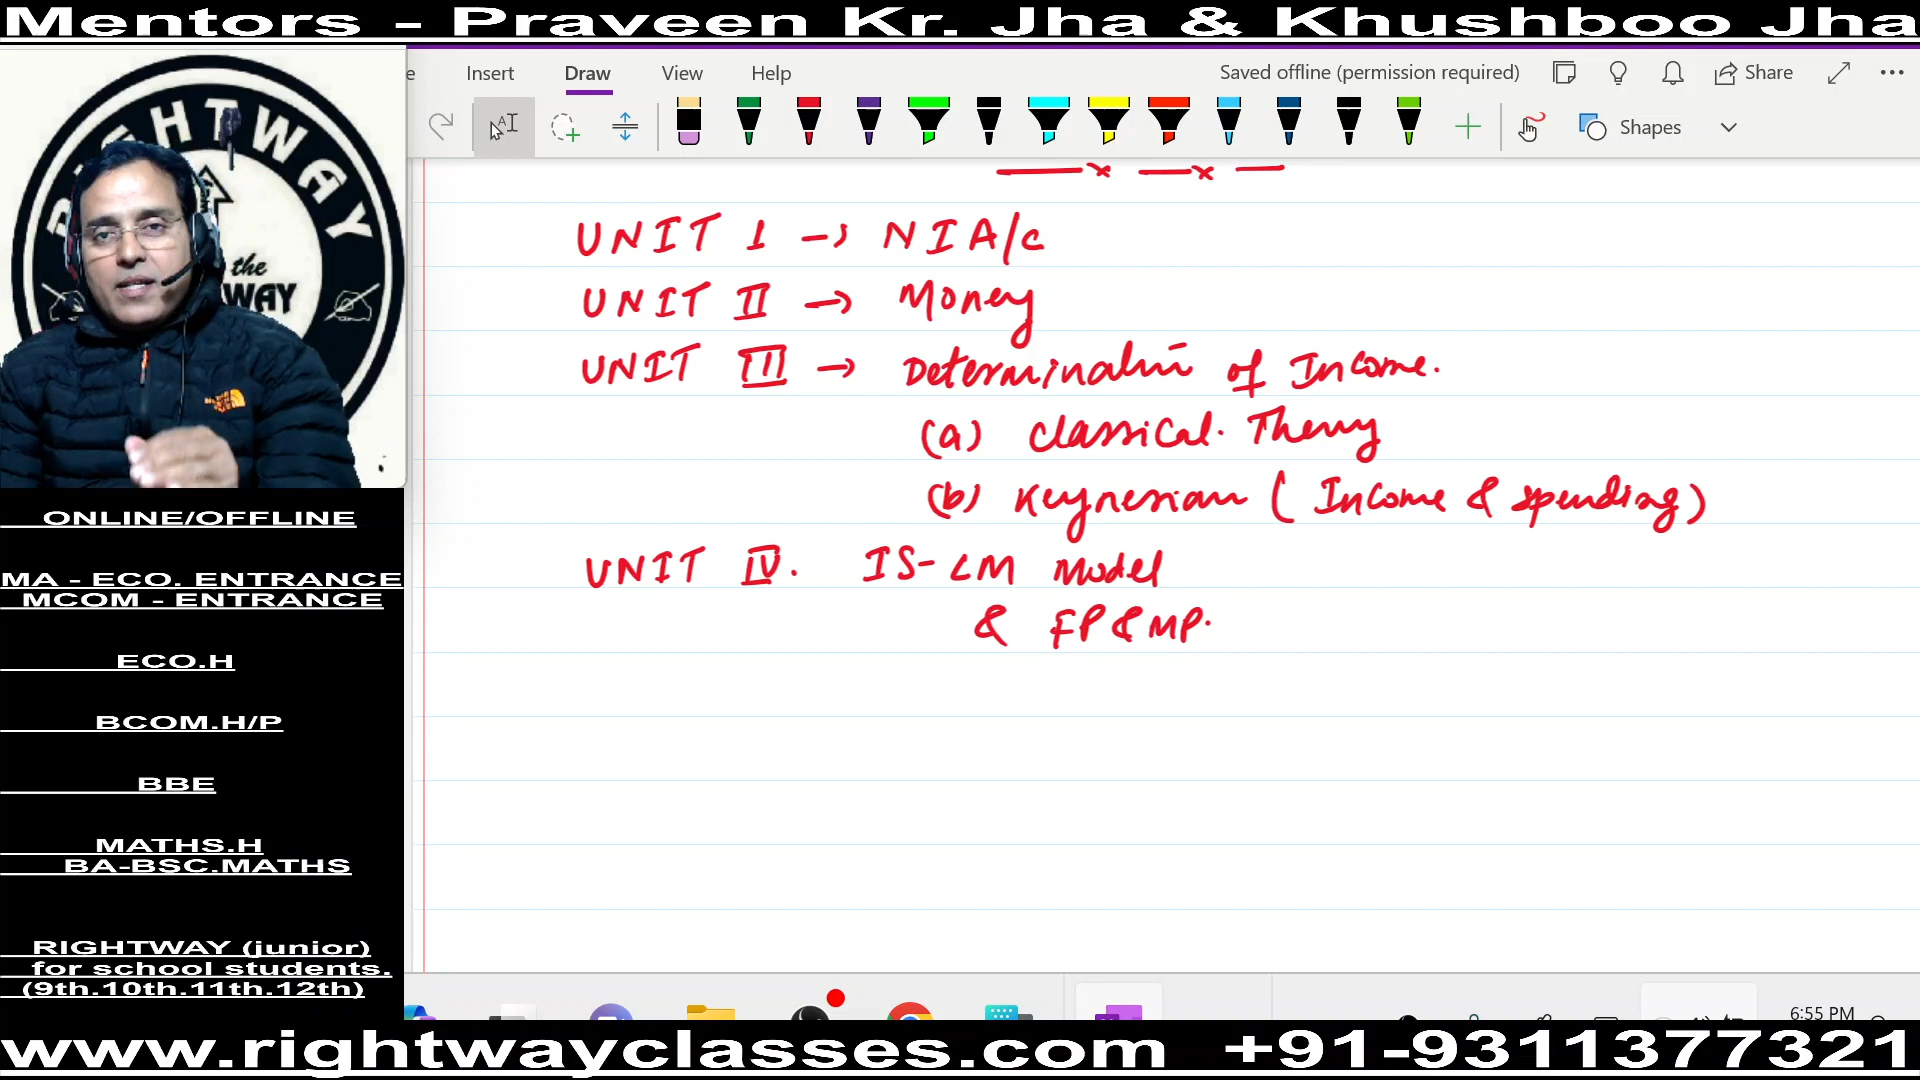 Mentors - Praveen Kr. Jha & Khushboo Jha
Insert Draw View Help
Saved offline (permission required)
Share
Shapes
RIGHTWAY
the
WAY
UNIT 1 → NIA/c
UNIT II → Money
UNIT III → Determination of Income.
(a) Classical. Theory
(b) Keynesian ( Income & spending)
UNIT IV. IS-LM Model
& FP & MP.
ONLINE/OFFLINE
MA - ECO. ENTRANCE
MCOM - ENTRANCE
ECO.H
BCOM.H/P
BBE
MATHS.H
BA-BSC.MATHS
RIGHTWAY (junior)
for school students.
(9th.10th.11th.12th)
6:55 PM
www.rightwayclasses.com +91-9311377321